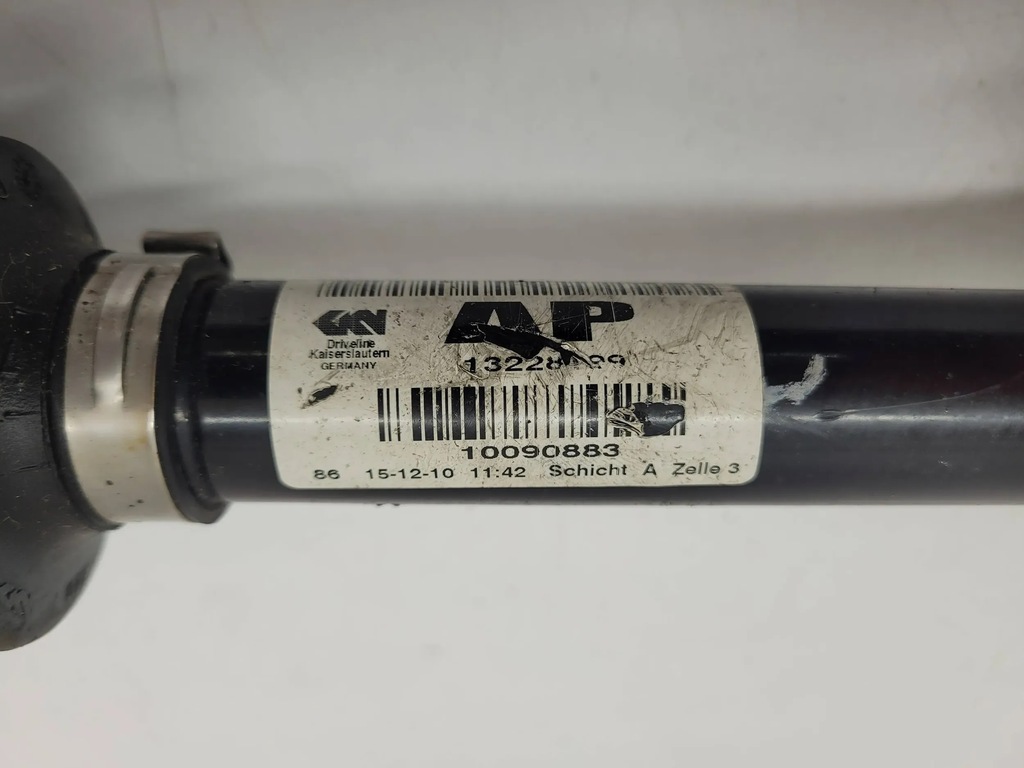 GKN
AP
Driveline
Kaiserslautern
GERMANY
10090883
86 15-12-10 11:42 Schicht A Zelle 3